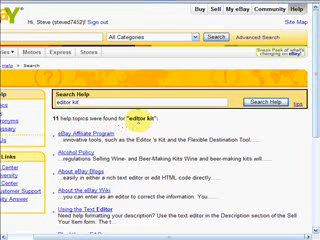 Buy Sell My eBay Community Help
Hi, Steve (steved7452)! Sign out
Site Map
All Categories Search Advanced Search
Motors Stores
Sneak Peek of what's changing on eBay!
Help > Search
Search Help
editor kit Search Help tips
11 help topics were found for "editor kit":
eBay Affiliate Program
...innovative tools, such as the Editor's Kit and the Flexible Destination Tool ...
Alcohol Policy
...regulations Selling Wine- and Beer-Making Kits Wine and beer-making kits will......
About eBay Blogs
...easily in either a rich text editor or edit HTML code directly......
About the eBay Wiki
...you can enter as an editor to correct the information. You......
Using the Text Editor
Need help formatting your description? Use the text editor in the Description section of the Sell Your Item form. The t...